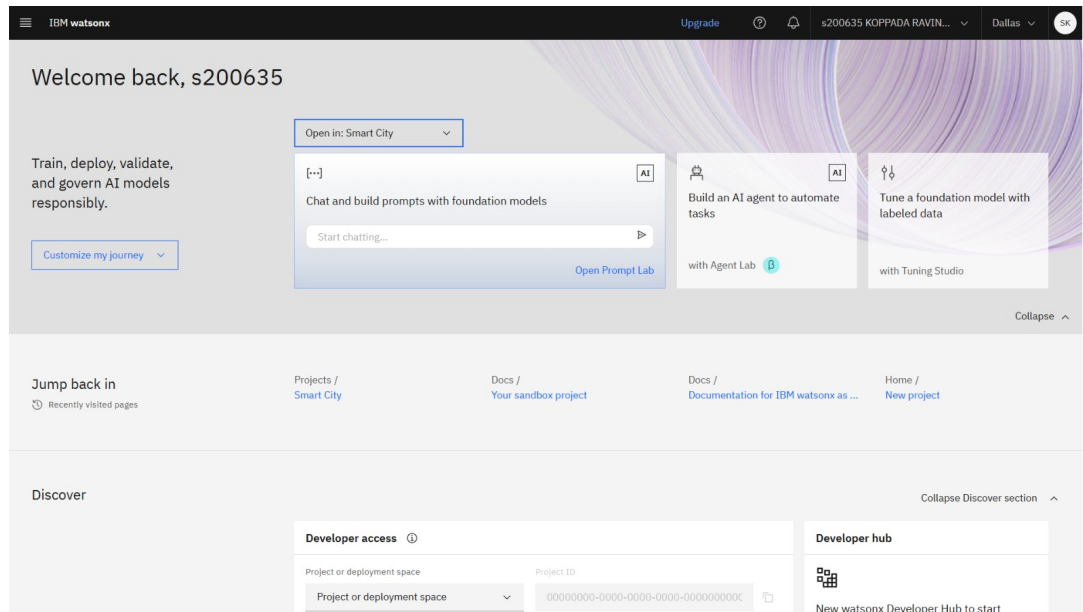 IBM watsonx
Upgrade
s200635 KOPPADA RAVIN...
Dallas
SK
Welcome back, s200635
Open in: Smart City
Train, deploy, validate,
and govern AI models
responsibly.
Customize my journey
[···]
AI
Chat and build prompts with foundation models
Start chatting...
Open Prompt Lab
AI
Build an AI agent to automate
tasks
with Agent Lab β
Tune a foundation model with
labeled data
with Tuning Studio
Collapse
Jump back in
Recently visited pages
Projects /
Smart City
Docs /
Your sandbox project
Docs /
Documentation for IBM watsonx as ...
Home /
New project
Discover
Collapse Discover section
Developer access
Project or deployment space
Project or deployment space
Project ID
Developer hub
New watsonx Developer Hub to start